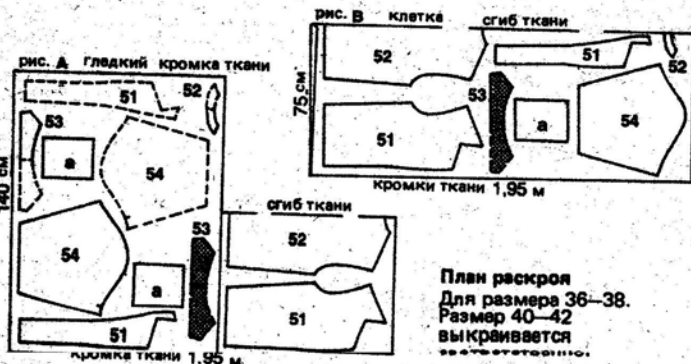 рис. А гладкий кромка ткани
51
52
53
а
54
140 см
54
53
а
51
кромка ткани 1,95 м.
сгиб ткани
52
51
рис. В клетка сгиб ткани
52
51
52
75 см
53
а
54
51
кромки ткани 1,95 м
План раскроя
Для размера 36—38.
Размер 40—42
выкраивается